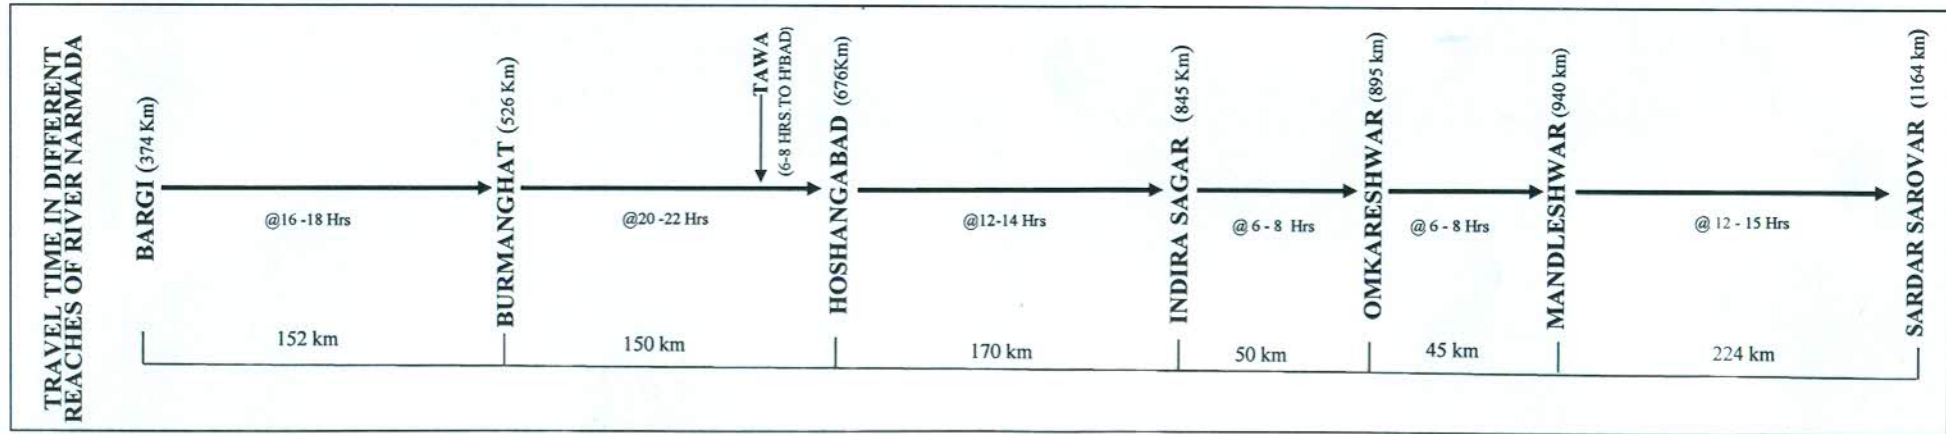 TRAVEL TIME IN DIFFERENT
REACHES OF RIVER NARMADA
BARGI (374 Km)
@16 -18 Hrs
BURMANGHAT (526 Km)
@20 -22 Hrs
TAWA
(6-8 HRS.TO H'BAD)
HOSHANGABAD (676Km)
@12-14 Hrs
INDIRA SAGAR (845 Km)
@ 6 - 8 Hrs
OMKARESHWAR (895 km)
@ 6 - 8 Hrs
MANDLESHWAR (940 km)
@ 12 - 15 Hrs
SARDAR SAROVAR (1164 km)
152 km
150 km
170 km
50 km
45 km
224 km